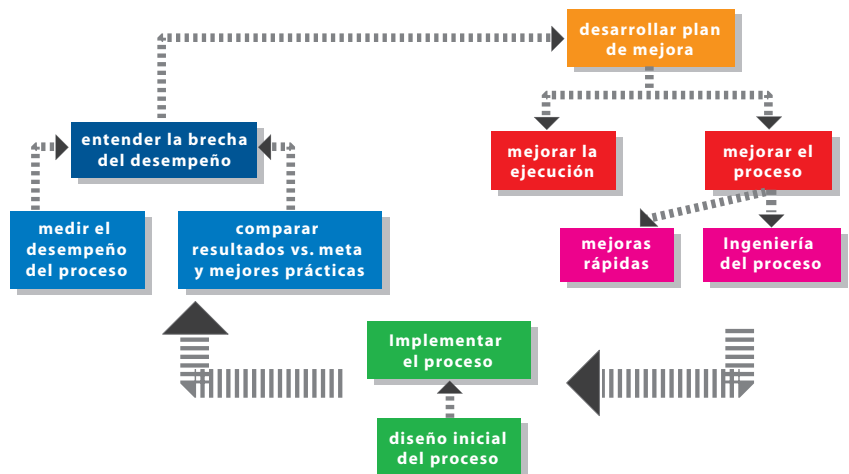 desarrollar plan
de mejora
entender la brecha
del desempeño
mejorar la
ejecución
mejorar el
proceso
medir el
desempeño
del proceso
comparar
resultados vs. meta
y mejores prácticas
mejoras
rápidas
Ingeniería
del proceso
Implementar
el proceso
diseño inicial
del proceso